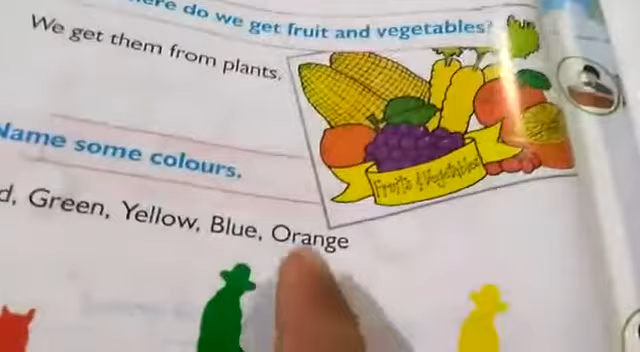 do we get fruit and vegetables?
We get them from plants.
Fruits & Vegetables
Name some colours.
Green, Yellow, Blue, Orange